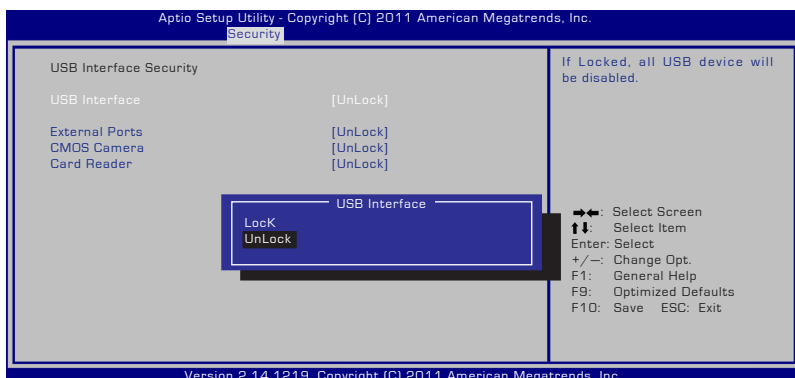 Aptio Setup Utility - Copyright (C) 2011 American Megatrends, Inc.
Security
USB Interface Security
USB Interface [UnLock]
External Ports [UnLock]
CMOS Camera [UnLock]
Card Reader [UnLock]
USB Interface
LocK
UnLock
If Locked, all USB device will
be disabled.
→←: Select Screen
↑↓: Select Item
Enter: Select
+/—: Change Opt.
F1: General Help
F9: Optimized Defaults
F10: Save ESC: Exit
Version 2.14.1219. Copyright (C) 2011 American Megatrends, Inc.